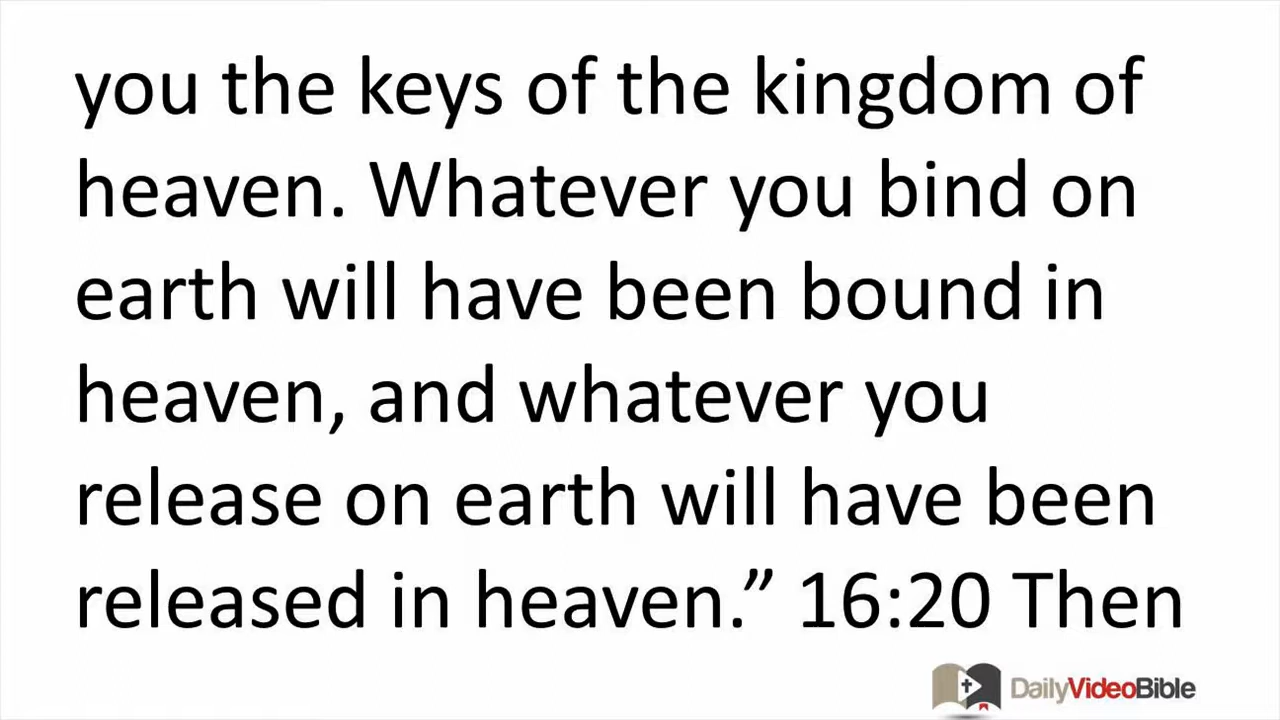 you the keys of the kingdom of
heaven. Whatever you bind on
earth will have been bound in
heaven, and whatever you
release on earth will have been
released in heaven.” 16:20 Then
DailyVideoBible